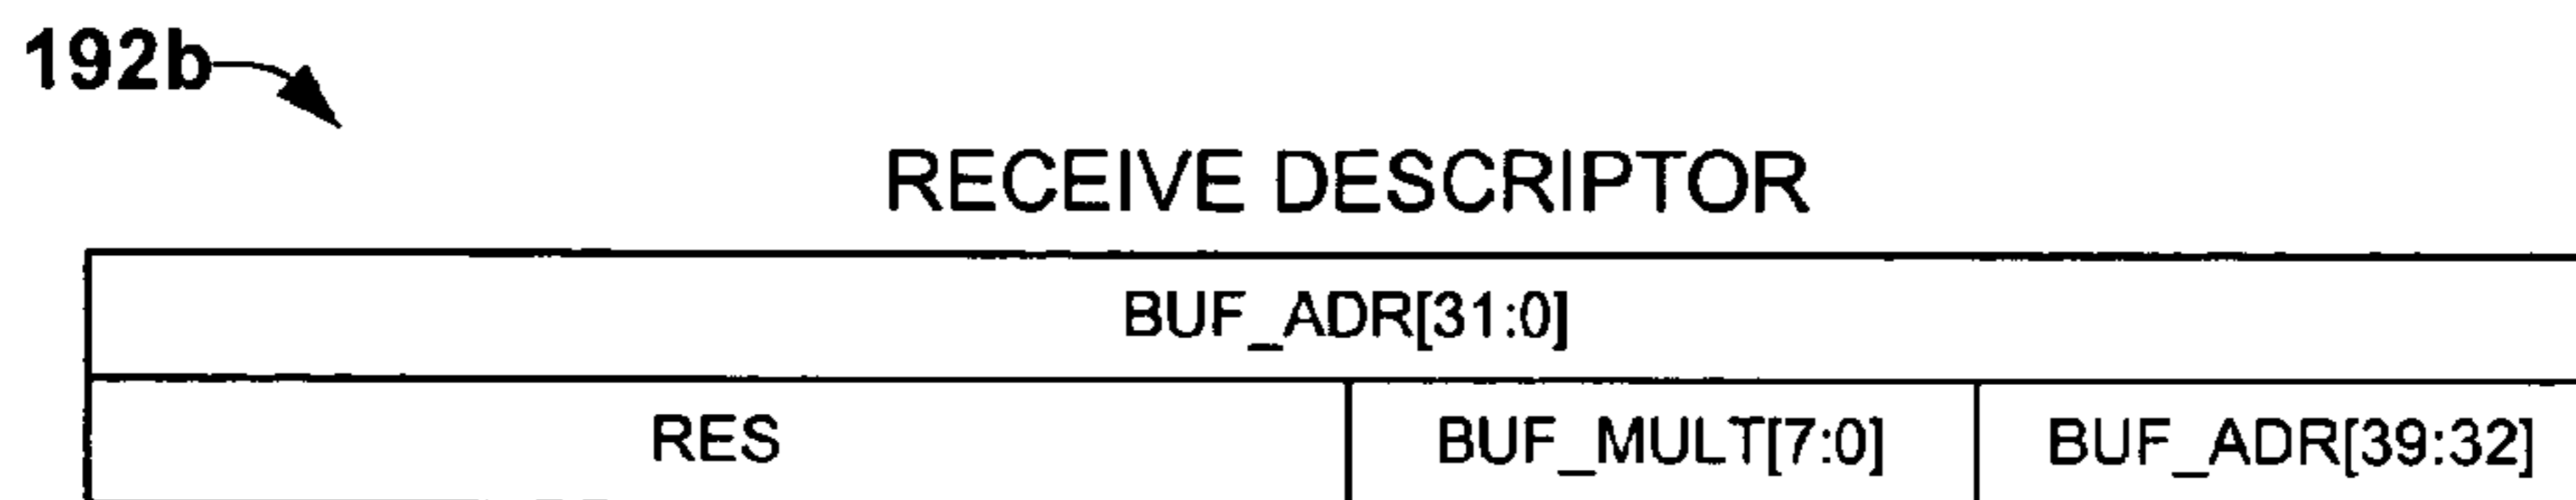 192b
RECEIVE DESCRIPTOR
BUF_ADR[31:0]
RES BUF_MULT[7:0] BUF_ADR[39:32]